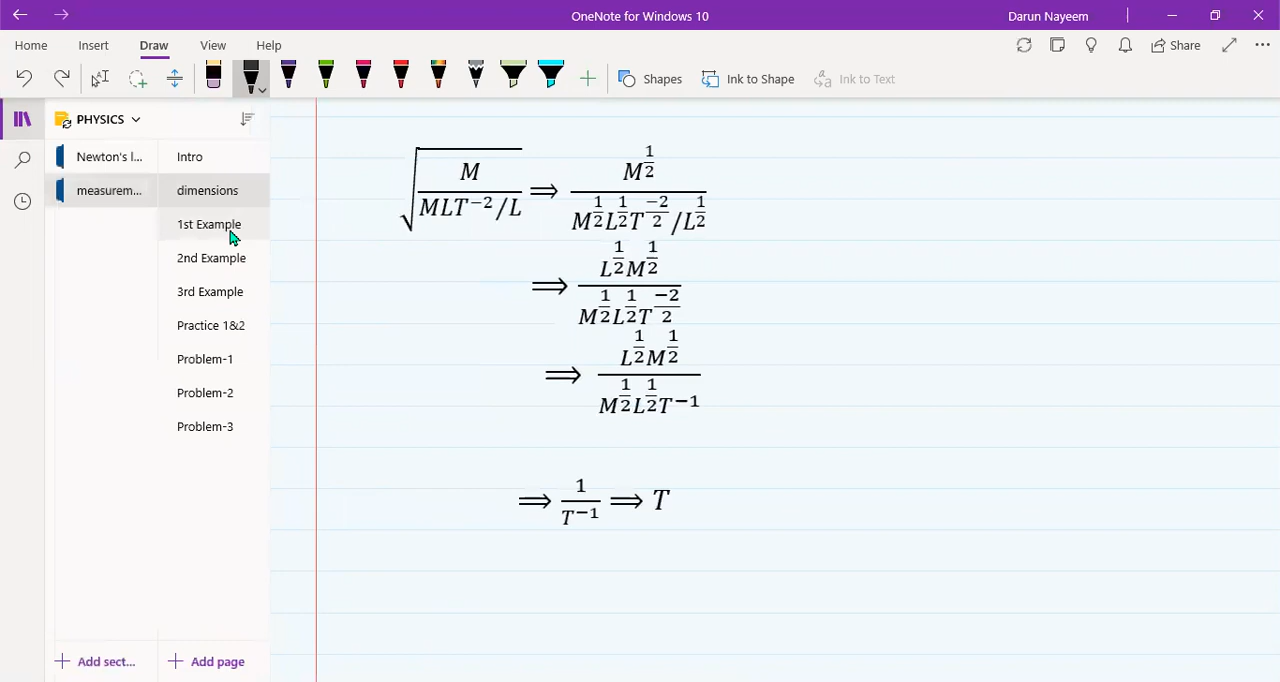 OneNote for Windows 10
Darun Nayeem
Home Insert Draw View Help
Share
Shapes Ink to Shape Ink to Text
PHYSICS
Newton's l...
measurem...
Intro
dimensions
1st Example
2nd Example
3rd Example
Practice 1&2
Problem-1
Problem-2
Problem-3
Add sect...
Add page
√(M/(MLT⁻²/L)) ⟹ M^(1/2)/(M^(1/2)L^(1/2)T^(-2/2)/L^(1/2))
⟹ L^(1/2)M^(1/2)/(M^(1/2)L^(1/2)T^(-2/2))
⟹ L^(1/2)M^(1/2)/(M^(1/2)L^(1/2)T⁻¹)
⟹ 1/T⁻¹ ⟹ T